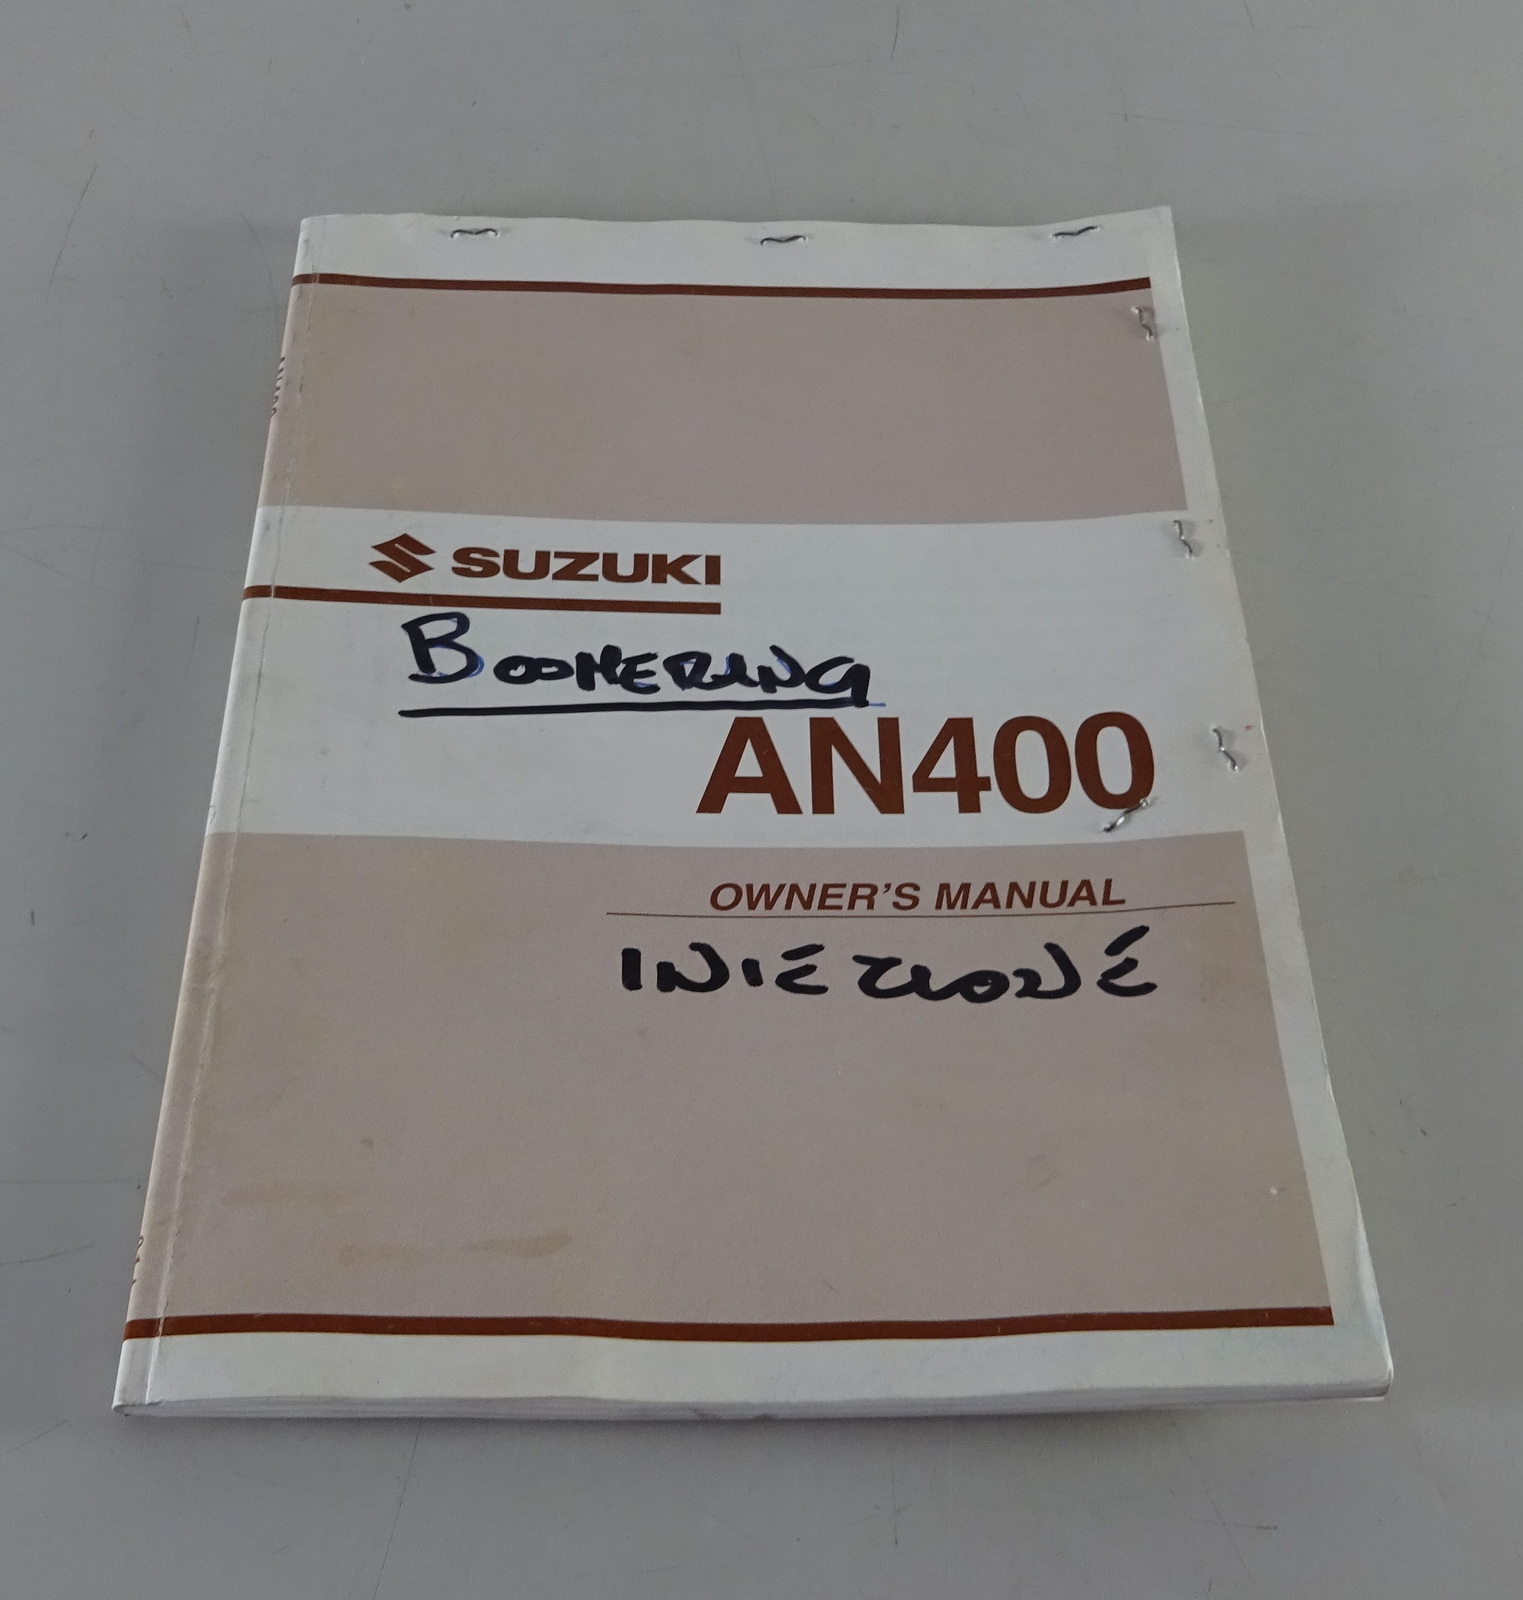 SUZUKI
BOOMERANG
AN400
OWNER'S MANUAL
INIEZIONE